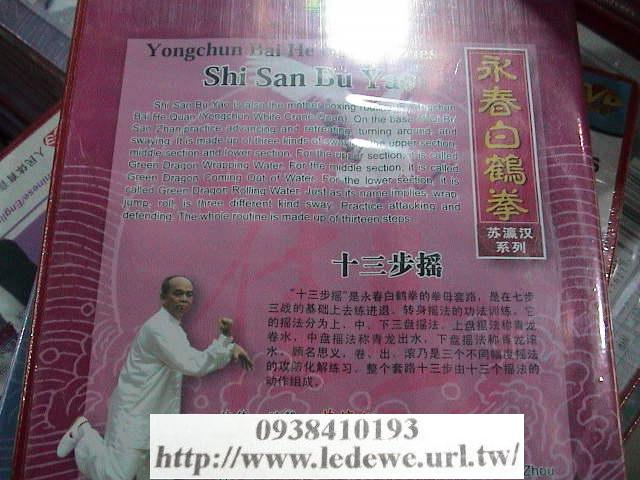 Yongchun Bai He
Shi San Bu Yao
Shi San Bu Yao is also the mother boxing routine of Yongchun
Bai He Quan (Yongchun White Crane Quan). On the base of Qi Bu
San Zhan,practice advancing and retreating, turning around, and
swaying. It is made up of three kinds of sway. The upper section,
middle section and lower section. For the upper section, it is called
Green Dragon Wrapping Water. For the middle section, it is called
Green Dragon Coming Out of Water. For the lower section, it is
called Green Dragon Rolling Water. Just as its name implies, wrap,
jump, roll, is three different kind sway. Practice attacking and
defending. The whole routine is made up of thirteen steps.
永春白鶴拳
苏瀛汉
系列
十三步摇
“十三步摇”是永春白鹤拳的拳母套路，是在七步
三战的基础上去练进退，转身摇法的功法训练。它
的摇法分为上、中、下三盘摇法，上盘摇法称青龙
卷水，中盘摇法称青龙出水，下盘摇法称青龙滚
水。顾名思义，卷、出、滚乃是三个不同幅度摇法
的攻防化解练习，整个套路十三步由十三个摇法的
动作组成。
0938410193
http://www.ledewe.url.tw/
Zhou